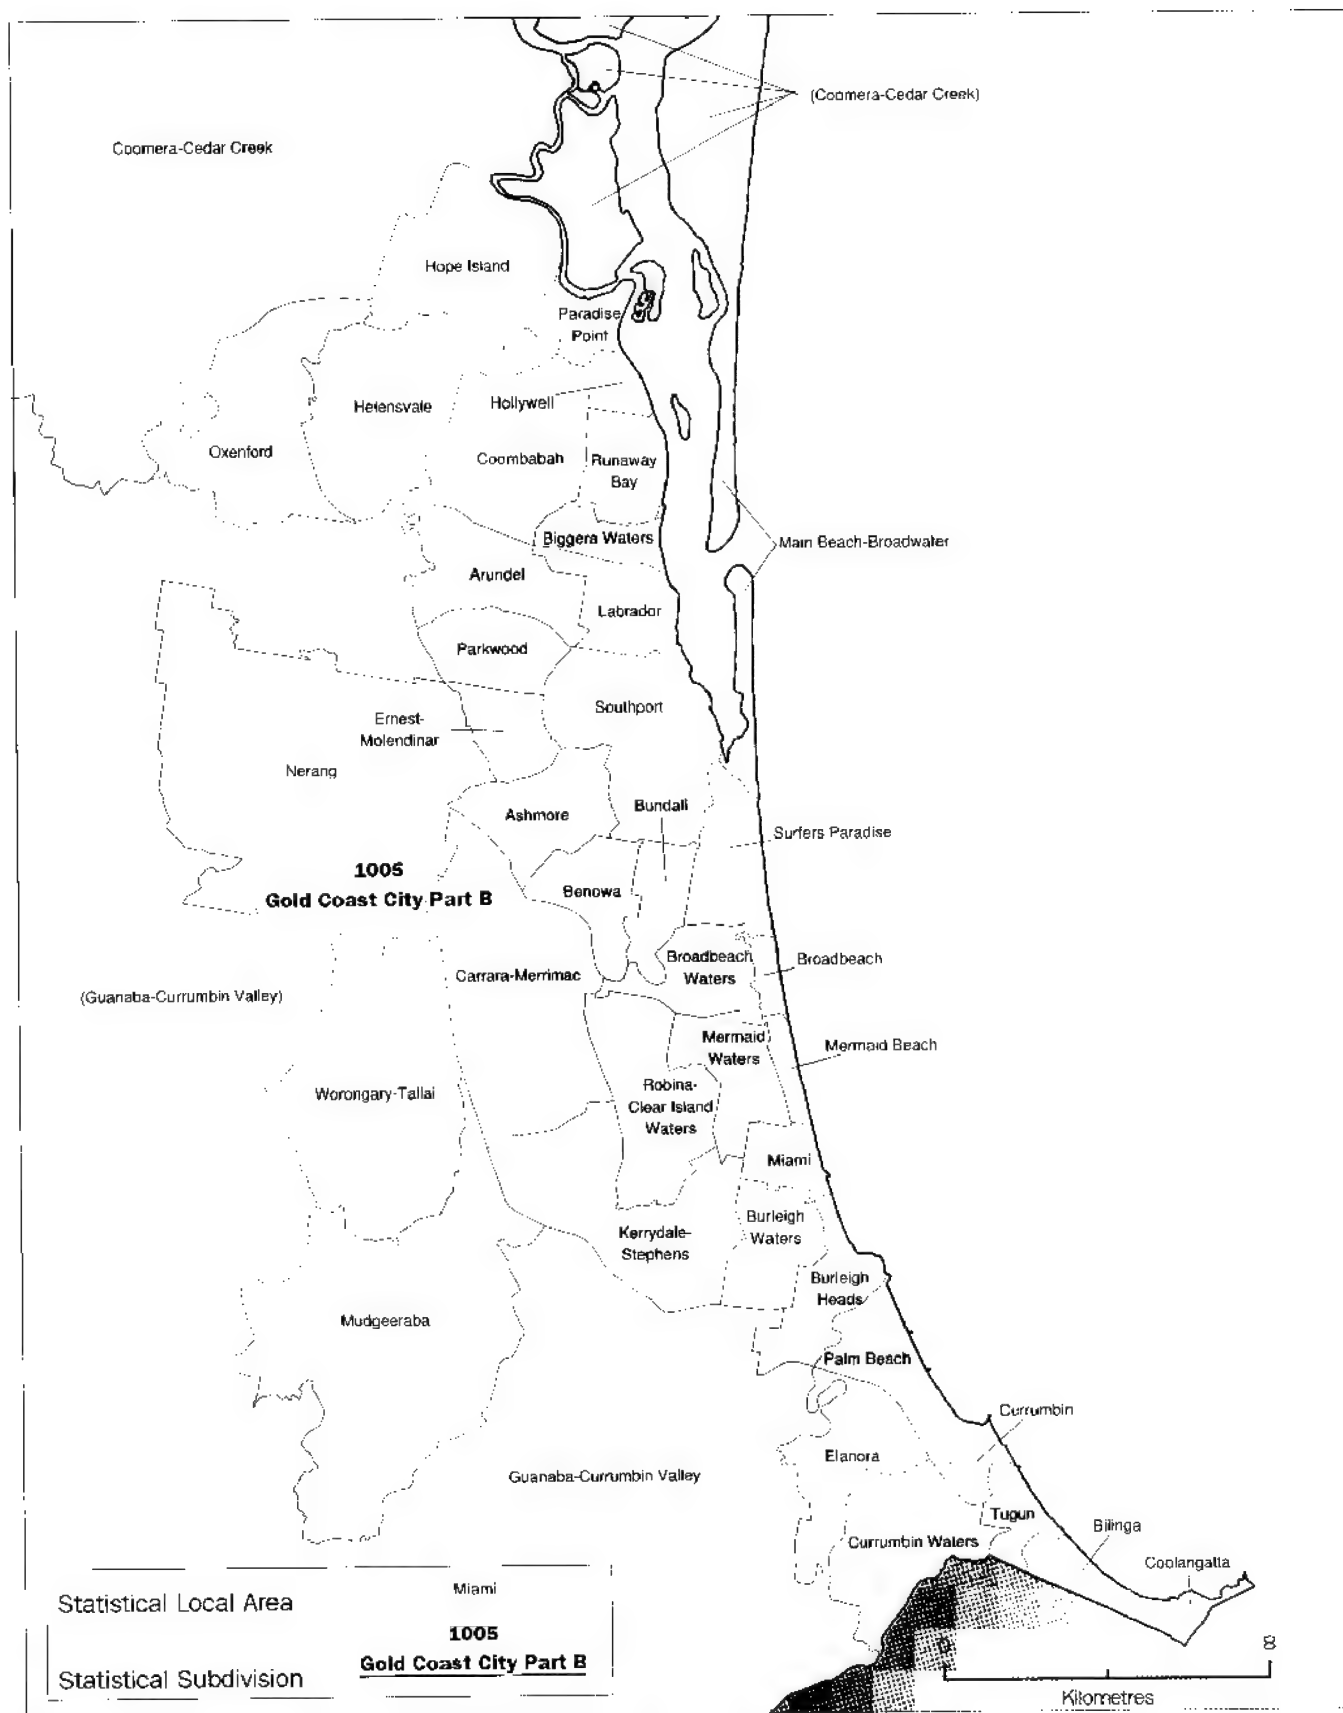 (Coomera-Cedar Creek)
Coomera-Cedar Creek
Hope Island
Paradise
Point
Helensvale
Hollywell
Oxenford
Coombabah
Runaway
Bay
Biggera Waters
Main Beach-Broadwater
Arundel
Labrador
Parkwood
Southport
Ernest-
Molendinar
Nerang
Ashmore
Bundall
Surfers Paradise
1005
Gold Coast City Part B
Benowa
Broadbeach
Waters
Broadbeach
Carrara-Merrimac
(Guanaba-Currumbin Valley)
Mermaid
Waters
Mermaid Beach
Worongary-Tallai
Robina-
Clear Island
Waters
Miami
Burleigh
Waters
Kerrydale-
Stephens
Burleigh
Heads
Mudgeeraba
Palm Beach
Currumbin
Elanora
Guanaba-Currumbin Valley
Tugun
Bilinga
Currumbin Waters
Coolangatta
Statistical Local Area
Miami
1005
Gold Coast City Part B
Statistical Subdivision
0
8
Kilometres